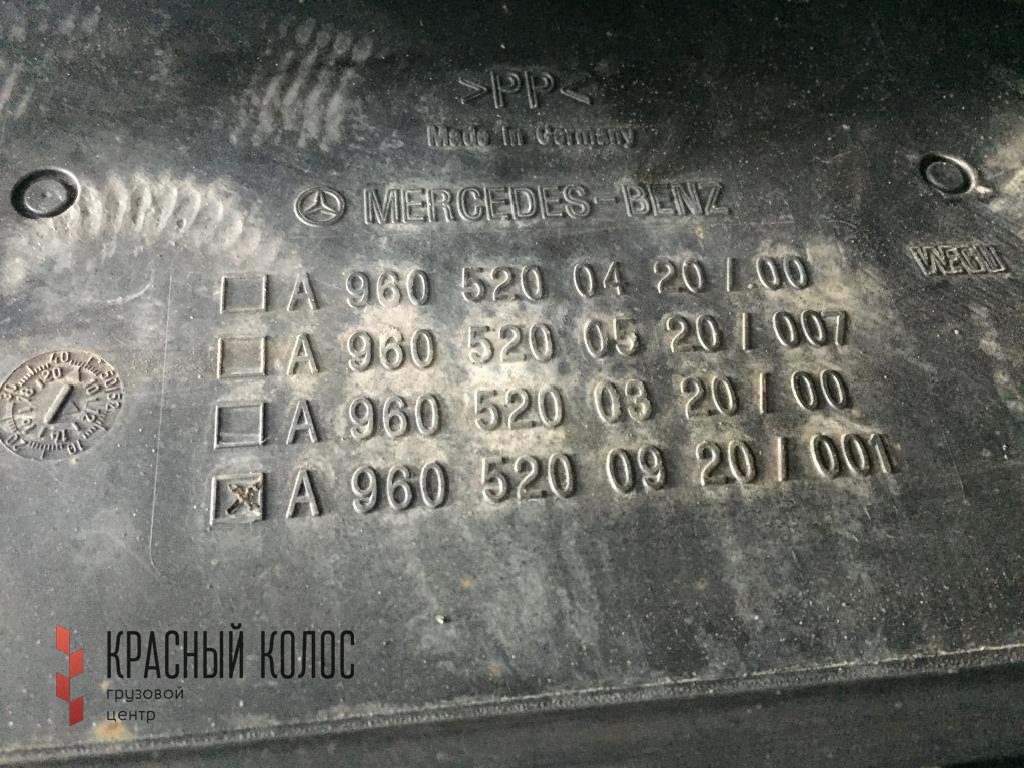 >PP<
Made in Germany
MERCEDES-BENZ
WEGU
A 960 520 04 20 / 00
A 960 520 05 20 / 007
A 960 520 03 20 / 00
A 960 520 09 20 / 001
КРАСНЫЙ КОЛОС
грузовой
центр